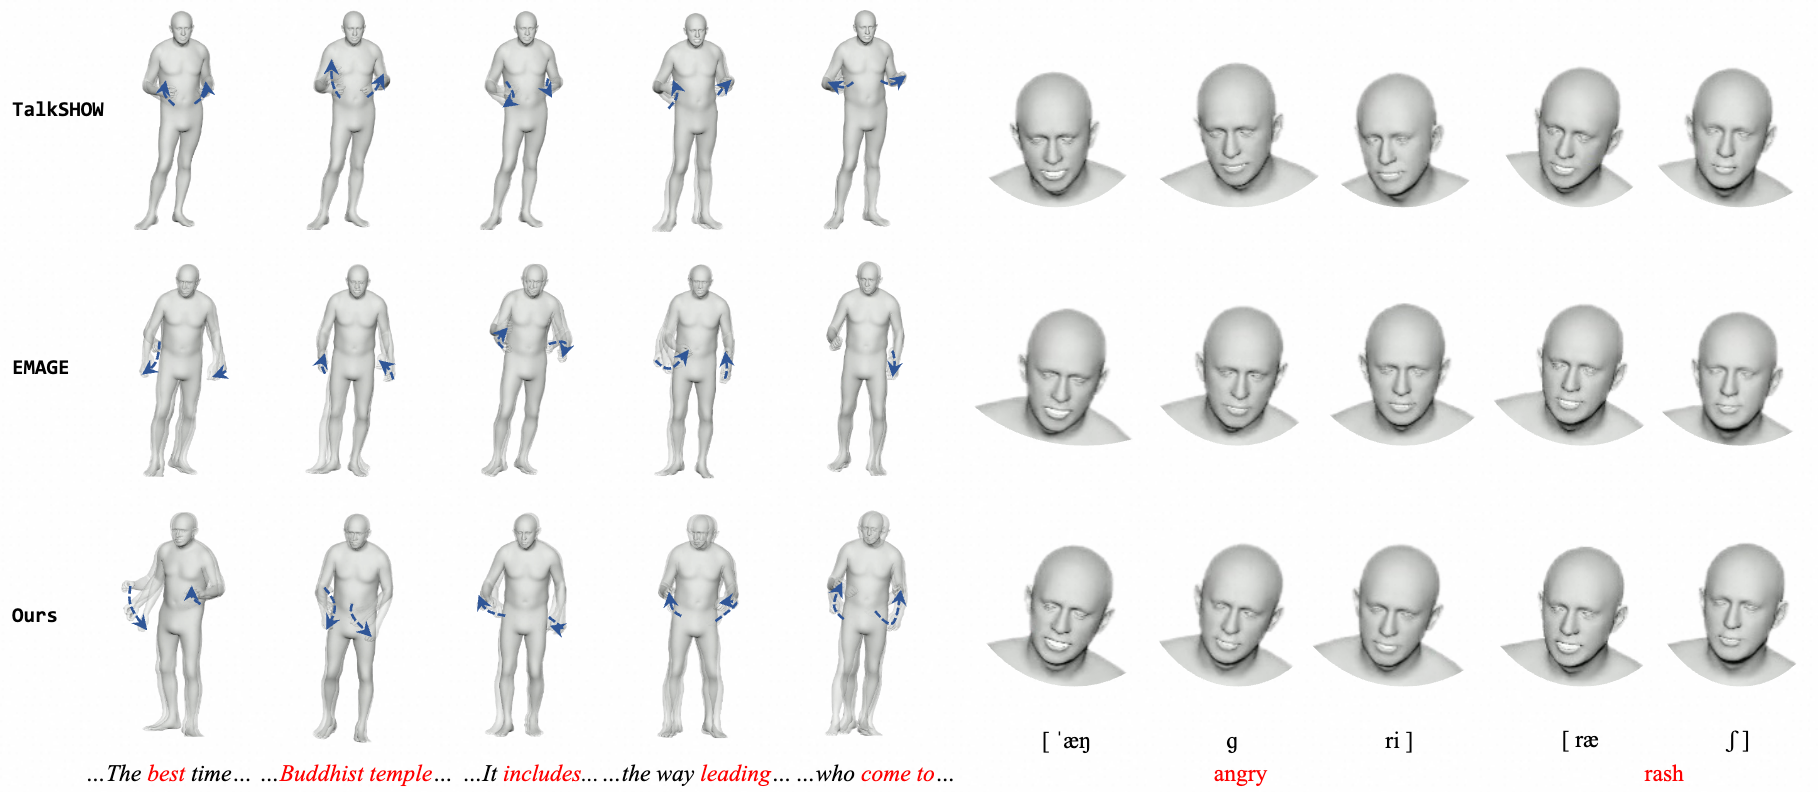 TalkSHOW
EMAGE
Ours
[ ˈæŋ ɡ ri ] [ ræ ʃ ]
...The best time... ...Buddhist temple... ...It includes... ...the way leading... ...who come to... angry rash